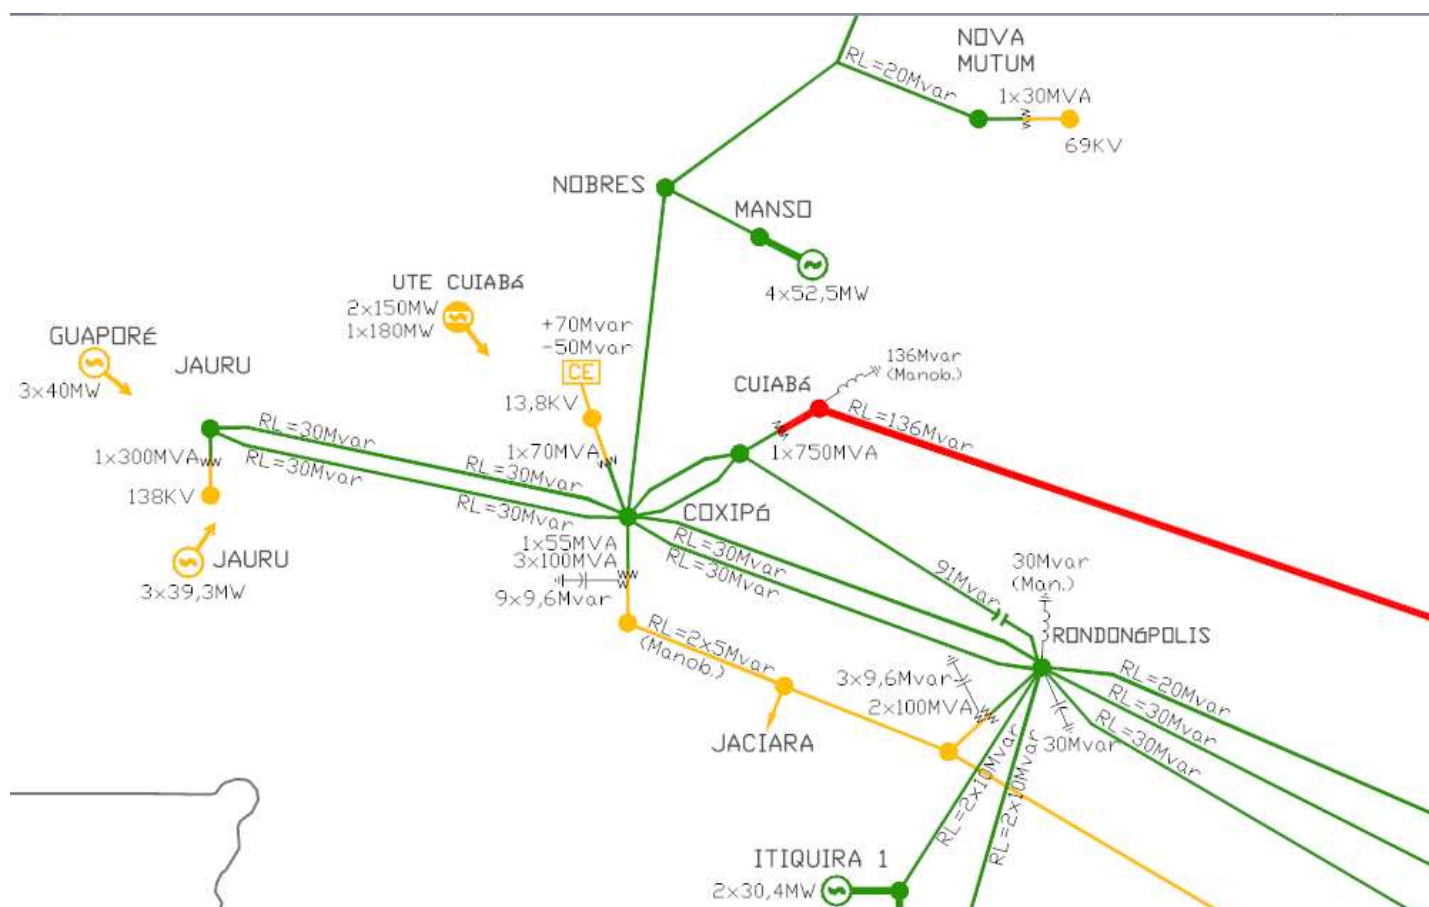 NOVA
MUTUM
RL=20Mvar
1x30MVA
69KV
NOBRES
MANSO
4x52,5MW
UTE CUIABá
2x150MW
1x180MW
+70Mvar
-50Mvar
CE
13,8KV
1x70MVA
GUAPORÉ
3x40MW
JAURU
RL=30Mvar
RL=30Mvar
RL=30Mvar
RL=30Mvar
1x300MVA
138KV
JAURU
3x39,3MW
136Mvar
(Manob.)
CUIABá
RL=136Mvar
1x750MVA
COXIPó
1x55MVA
3x100MVA
9x9,6Mvar
RL=30Mvar
RL=30Mvar
91Mvar
30Mvar
(Man.)
RONDONóPOLIS
RL=2x5Mvar
(Manob.)
JACIARA
3x9,6Mvar
2x100MVA
30Mvar
RL=20Mvar
RL=30Mvar
RL=30Mvar
RL=2x10Mvar
RL=2x10Mvar
ITIQUIRA 1
2x30,4MW